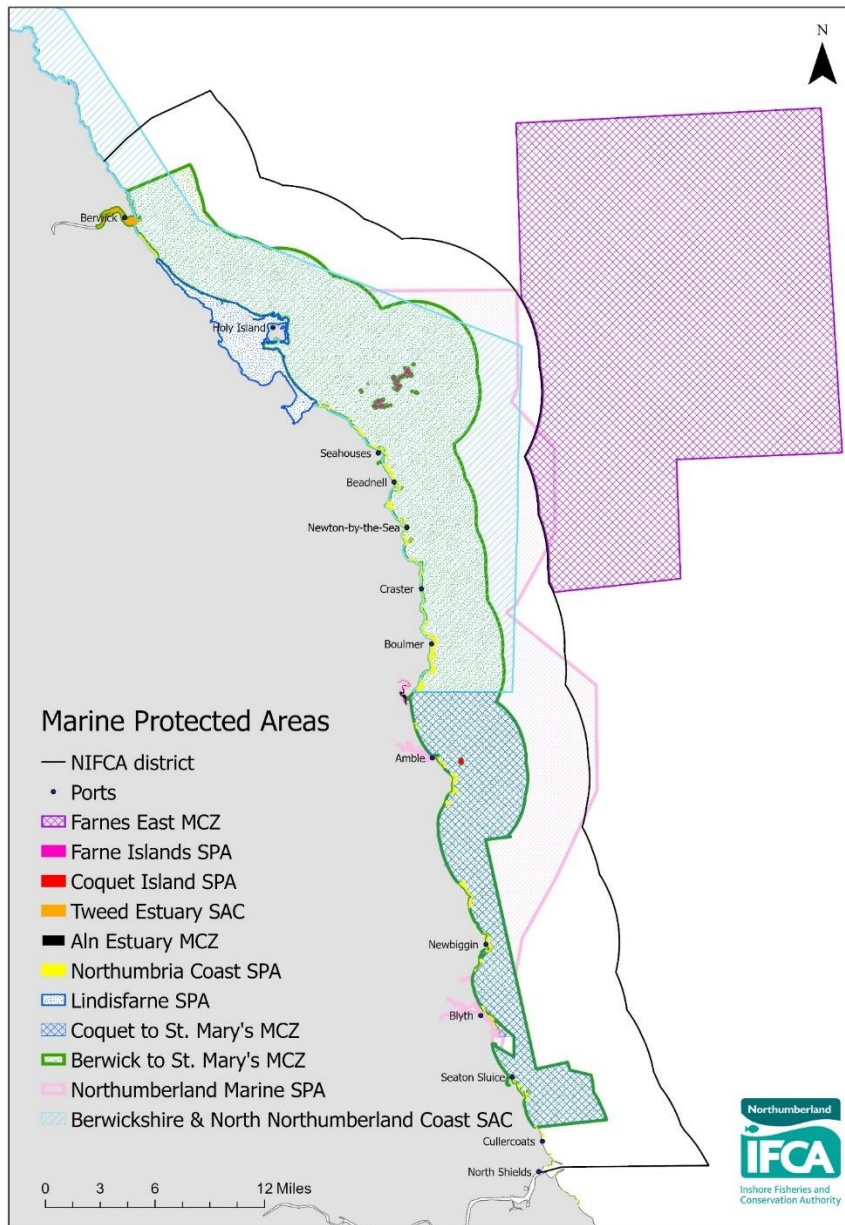 N
Berwick
Holy Island
Seahouses
Beadnell
Newton-by-the-Sea
Craster
Boulmer
Amble
Newbiggin
Blyth
Seaton Sluice
Cullercoats
North Shields
Marine Protected Areas
NIFCA district
Ports
Farnes East MCZ
Farne Islands SPA
Coquet Island SPA
Tweed Estuary SAC
Aln Estuary MCZ
Northumbria Coast SPA
Lindisfarne SPA
Coquet to St. Mary's MCZ
Berwick to St. Mary's MCZ
Northumberland Marine SPA
Berwickshire & North Northumberland Coast SAC
0 3 6 12 Miles
Northumberland
IFCA
Inshore Fisheries and
Conservation Authority